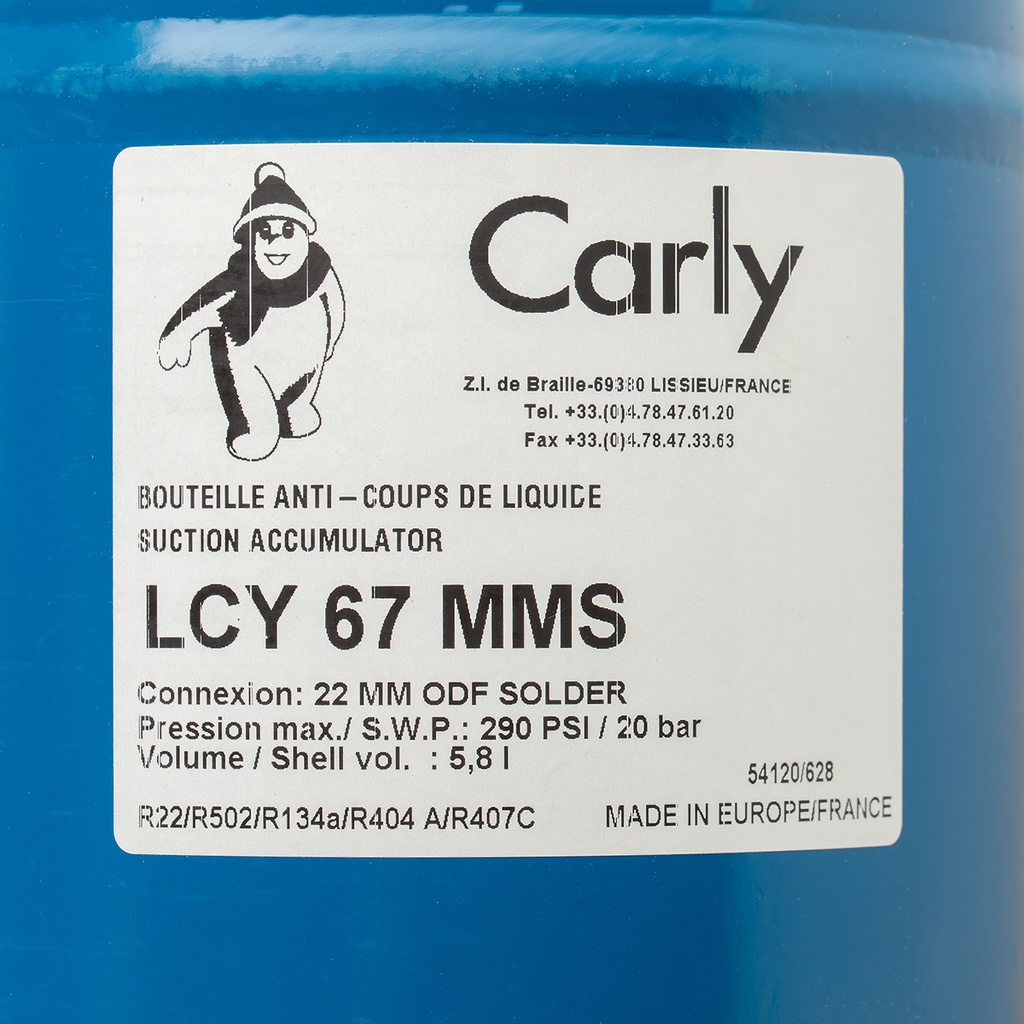 Carly
Z.I. de Braille-69380 LISSIEU/FRANCE
Tel. +33.(0)4.78.47.61.20
Fax +33.(0)4.78.47.33.63
BOUTEILLE ANTI – COUPS DE LIQUIDE
SUCTION ACCUMULATOR
LCY 67 MMS
Connexion: 22 MM ODF SOLDER
Pression max./ S.W.P.: 290 PSI / 20 bar
Volume / Shell vol. : 5,8 l
54120/628
R22/R502/R134a/R404 A/R407C
MADE IN EUROPE/FRANCE